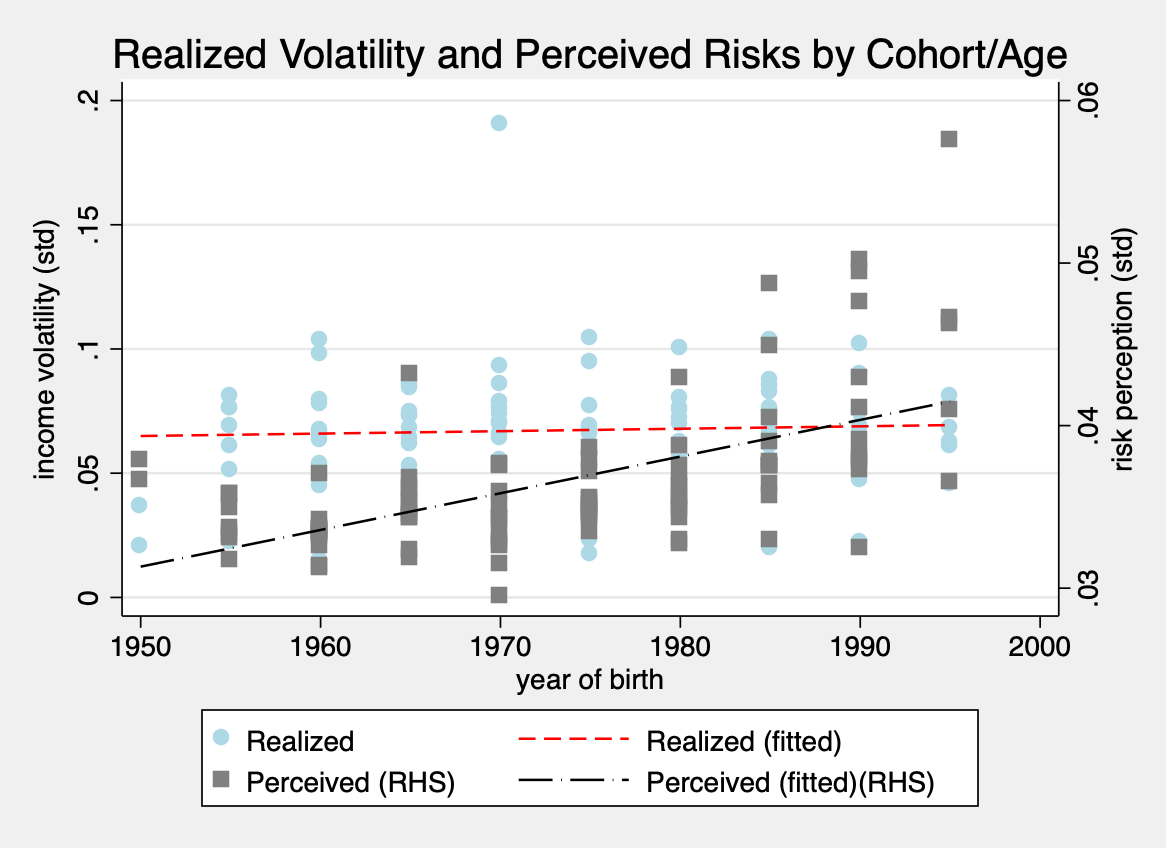 Realized Volatility and Perceived Risks by Cohort/Age
income volatility (std)
.2
.15
.1
.05
0
.06
.05
.04
.03
risk perception (std)
1950 1960 1970 1980 1990 2000
year of birth
Realized
Realized (fitted)
Perceived (RHS)
Perceived (fitted)(RHS)